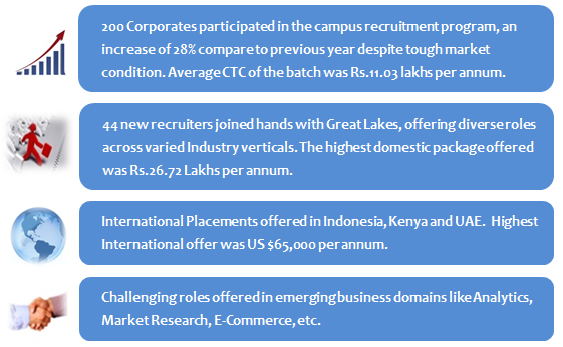 200 Corporates participated in the campus recruitment program, an
increase of 28% compare to previous year despite tough market
condition. Average CTC of the batch was Rs.11.03 lakhs per annum.
44 new recruiters joined hands with Great Lakes, offering diverse roles
across varied Industry verticals. The highest domestic package offered
was Rs.26.72 Lakhs per annum.
International Placements offered in Indonesia, Kenya and UAE. Highest
International offer was US $65,000 per annum.
Challenging roles offered in emerging business domains like Analytics,
Market Research, E-Commerce, etc.